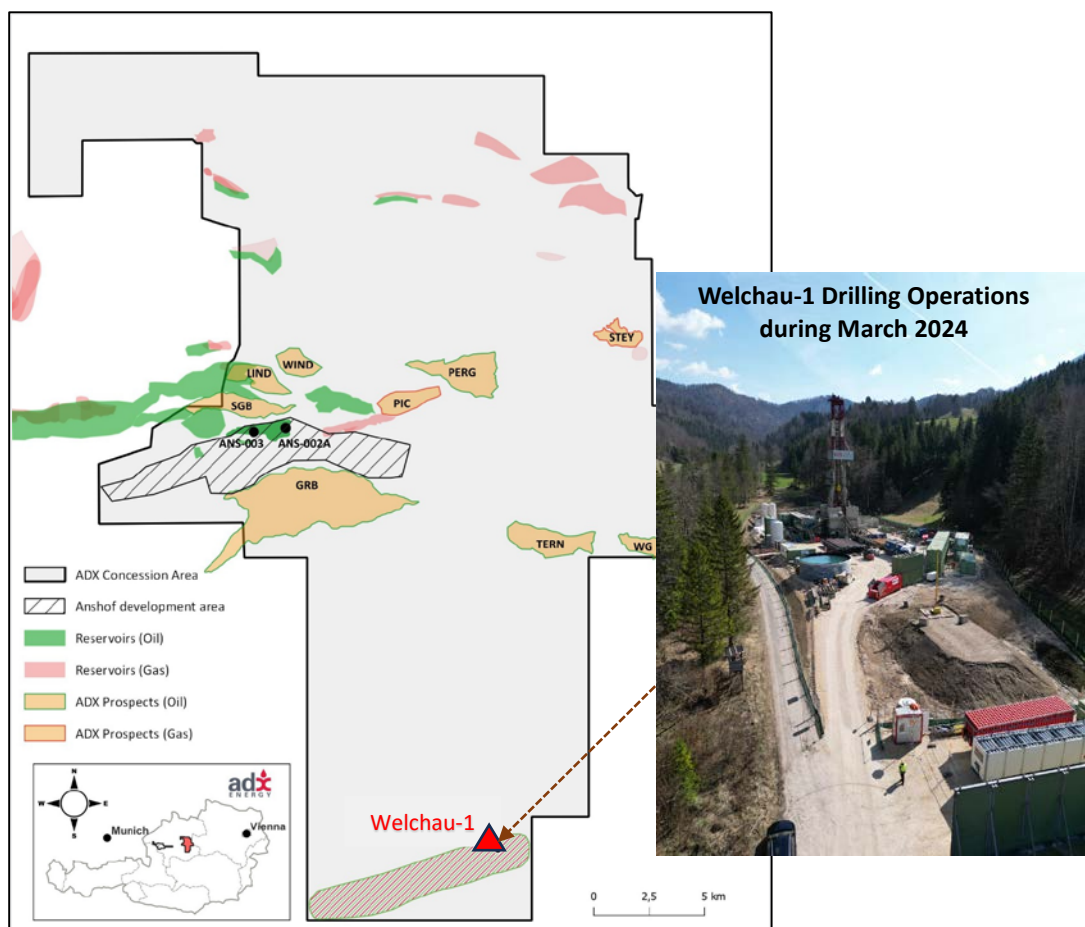 Welchau-1 Drilling Operations
during March 2024
STEY
WIND
LIND
PERG
SGB
PIC
ANS-003
ANS-002A
GRB
TERN
WG
ADX Concession Area
Anshof development area
Reservoirs (Oil)
Reservoirs (Gas)
ADX Prospects (Oil)
ADX Prospects (Gas)
N
W
E
S
adx
ENERGY
Munich
Vienna
Welchau-1
0
2,5
5 km